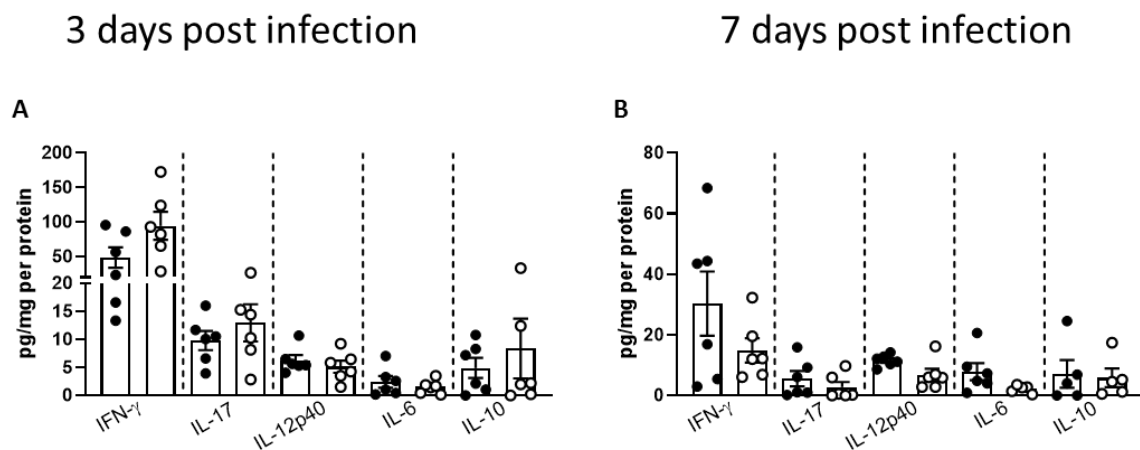 3 days post infection
7 days post infection
A
B
pg/mg per protein
200
150
100
50
20
15
10
5
0
IFN-γ
IL-17
IL-12p40
IL-6
IL-10
pg/mg per protein
80
60
40
20
0
IFN-γ
IL-17
IL-12p40
IL-6
IL-10